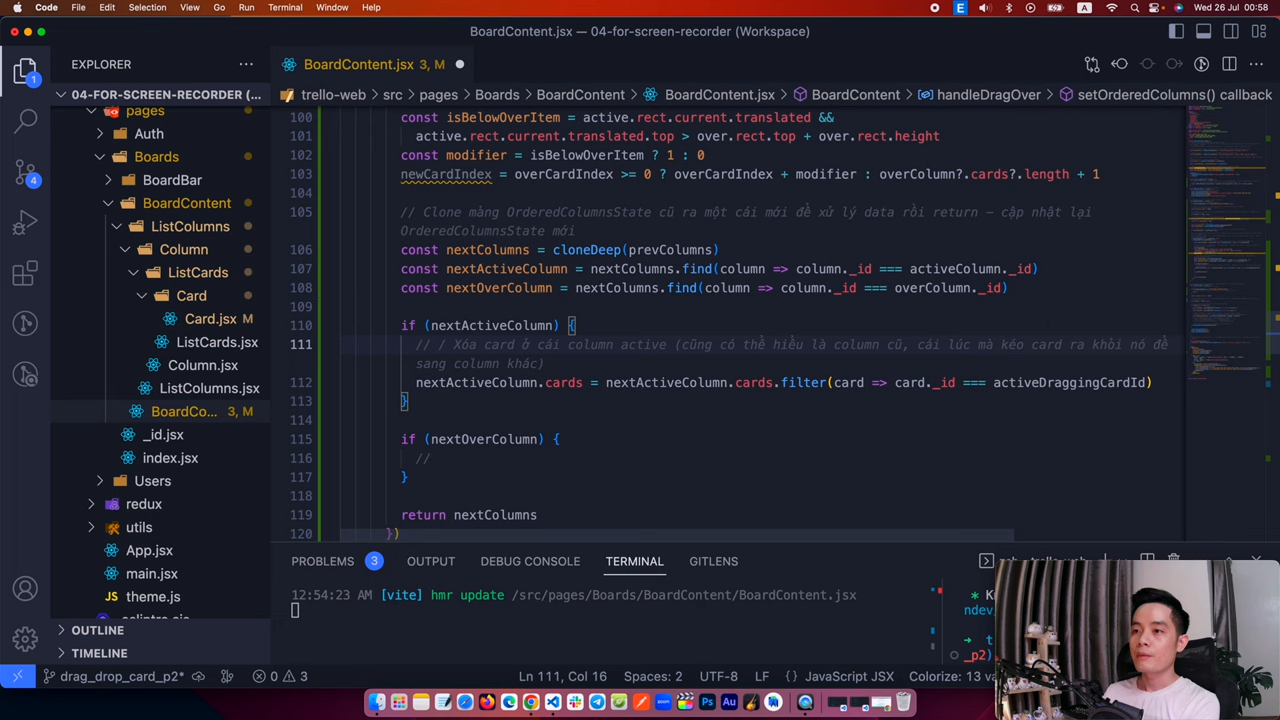 Code File Edit Selection View Go Run Terminal Window Help
E A Wed 26 Jul 00:58
BoardContent.jsx — 04-for-screen-recorder (Workspace)
EXPLORER
BoardContent.jsx 3, M
04-FOR-SCREEN-RECORDER (...
trello-web > src > pages > Boards > BoardContent > BoardContent.jsx > BoardContent > handleDragOver > setOrderedColumns() callback
pages
Auth
Boards
BoardBar
BoardContent
ListColumns
Column
ListCards
Card
Card.jsx M
ListCards.jsx
Column.jsx
ListColumns.jsx
BoardCo... 3, M
_id.jsx
index.jsx
Users
redux
utils
App.jsx
main.jsx
theme.js
OUTLINE
TIMELINE
100 const isBelowOverItem = active.rect.current.translated &&
101 active.rect.current.translated.top > over.rect.top + over.rect.height
102 const modifier = isBelowOverItem ? 1 : 0
103 newCardIndex = overCardIndex >= 0 ? overCardIndex + modifier : overColumn?.cards?.length + 1
104
105 // Clone mảng OrderedColumnsState cũ ra một cái mới để xử lý data rồi return – cập nhật lại
OrderedColumnsState mới
106 const nextColumns = cloneDeep(prevColumns)
107 const nextActiveColumn = nextColumns.find(column => column._id === activeColumn._id)
108 const nextOverColumn = nextColumns.find(column => column._id === overColumn._id)
109
110 if (nextActiveColumn) {
111 // Xóa card ở cái column active (cũng có thể hiểu là column cũ, cái lúc mà kéo card ra khỏi nó để
sang column khác)
112 nextActiveColumn.cards = nextActiveColumn.cards.filter(card => card._id === activeDraggingCardId)
113 }
114
115 if (nextOverColumn) {
116 //
117 }
118
119 return nextColumns
120 })
PROBLEMS 3 OUTPUT DEBUG CONSOLE TERMINAL GITLENS
12:54:23 AM [vite] hmr update /src/pages/Boards/BoardContent/BoardContent.jsx
ndev
_p2)
drag_drop_card_p2* 0 3 Ln 111, Col 16 Spaces: 2 UTF-8 LF {} JavaScript JSX Colorize: 13 va